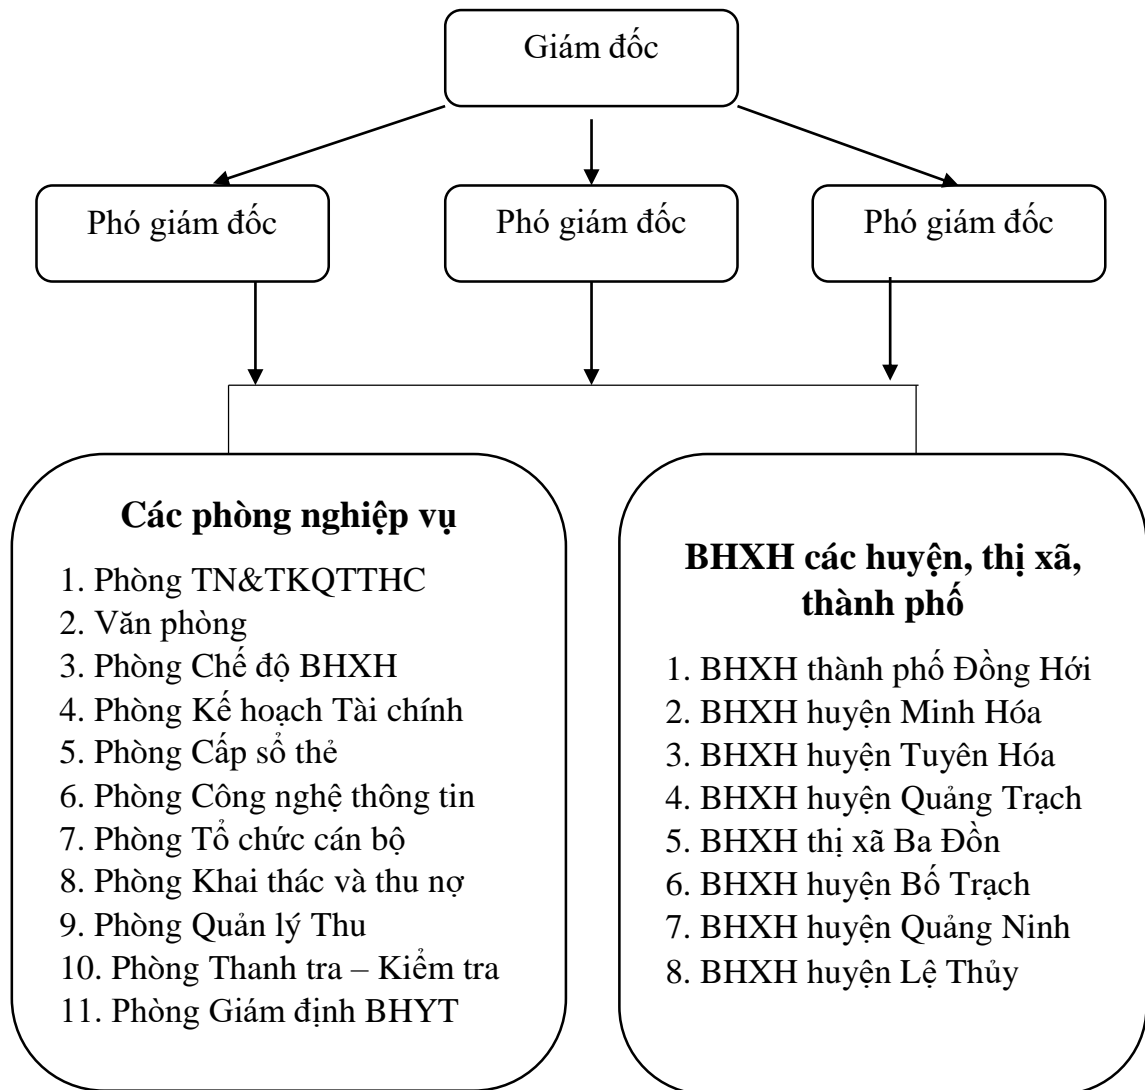 Giám đốc
Phó giám đốc
Phó giám đốc
Phó giám đốc
Các phòng nghiệp vụ
1. Phòng TN&TKQTTHC
2. Văn phòng
3. Phòng Chế độ BHXH
4. Phòng Kế hoạch Tài chính
5. Phòng Cấp sổ thẻ
6. Phòng Công nghệ thông tin
7. Phòng Tổ chức cán bộ
8. Phòng Khai thác và thu nợ
9. Phòng Quản lý Thu
10. Phòng Thanh tra – Kiểm tra
11. Phòng Giám định BHYT
BHXH các huyện, thị xã,
thành phố
1. BHXH thành phố Đồng Hới
2. BHXH huyện Minh Hóa
3. BHXH huyện Tuyên Hóa
4. BHXH huyện Quảng Trạch
5. BHXH thị xã Ba Đồn
6. BHXH huyện Bố Trạch
7. BHXH huyện Quảng Ninh
8. BHXH huyện Lệ Thủy